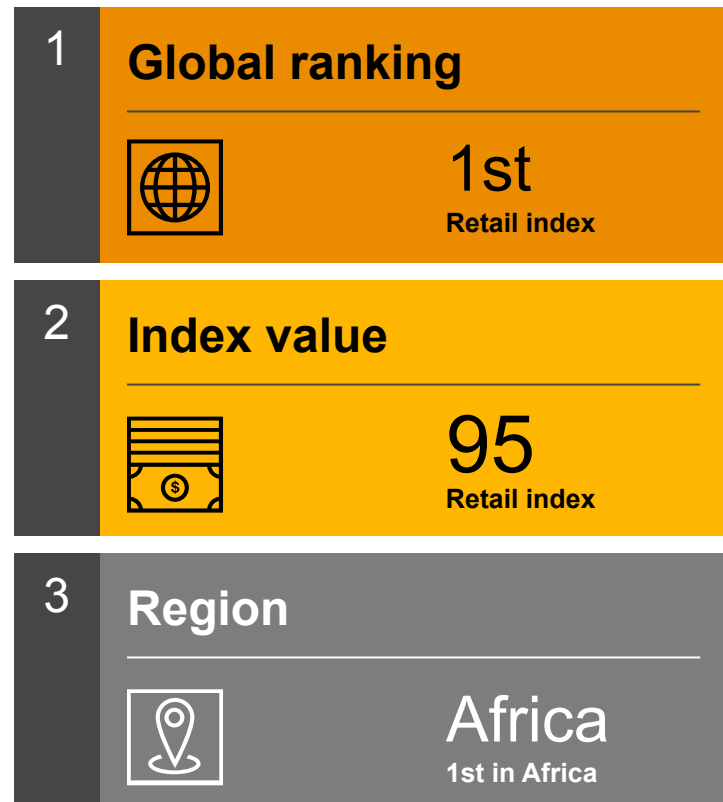 1
Global ranking
1st
Retail index
2
Index value
$
95
Retail index
3
Region
Africa
1st in Africa